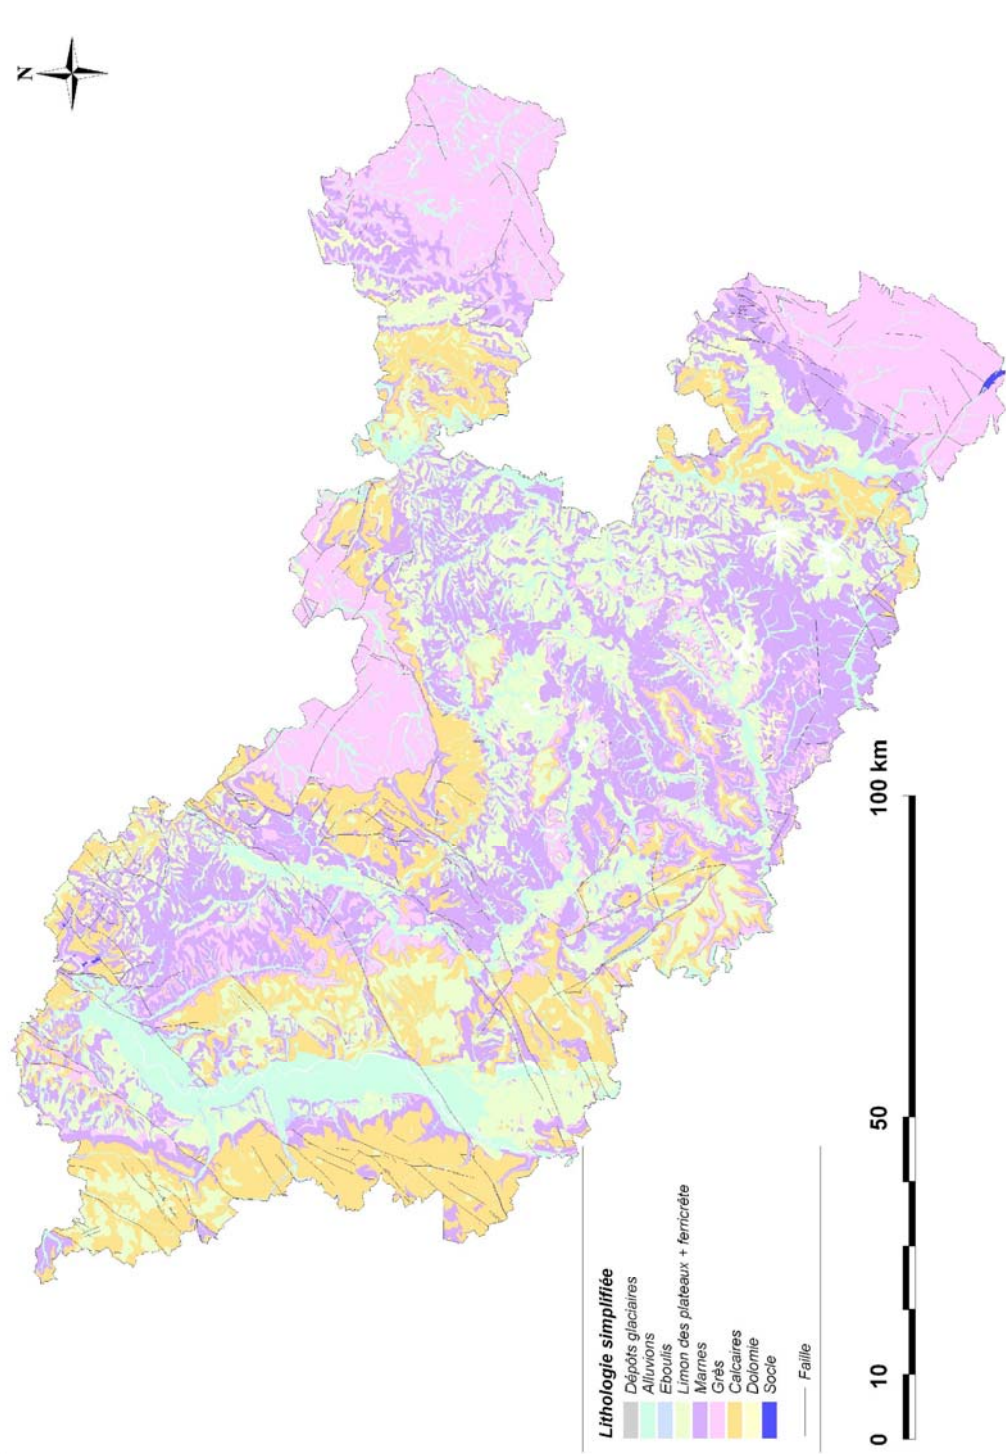 N
Lithologie simplifiée
Dépôts glaciaires
Alluvions
Eboulis
Limon des plateaux + ferricrête
Marnes
Grès
Calcaires
Dolomie
Socle
Faille
0 10 50 100 km